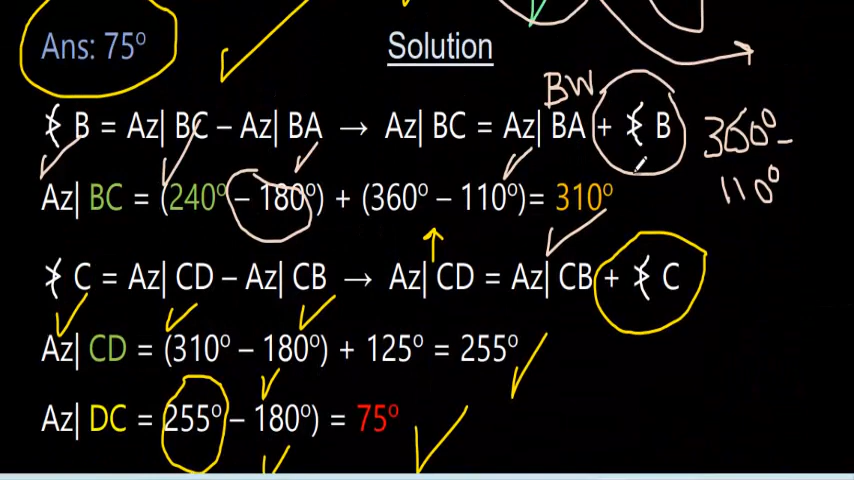 Ans: 75º
Solution
BW
∢ B = Az| BC – Az| BA → Az| BC = Az| BA + ∢ B
360º –
110º
Az| BC = (240º – 180º) + (360º – 110º)= 310º
∢ C = Az| CD – Az| CB → Az| CD = Az| CB + ∢ C
Az| CD = (310º – 180º) + 125º = 255º
Az| DC = 255º – 180º) = 75º